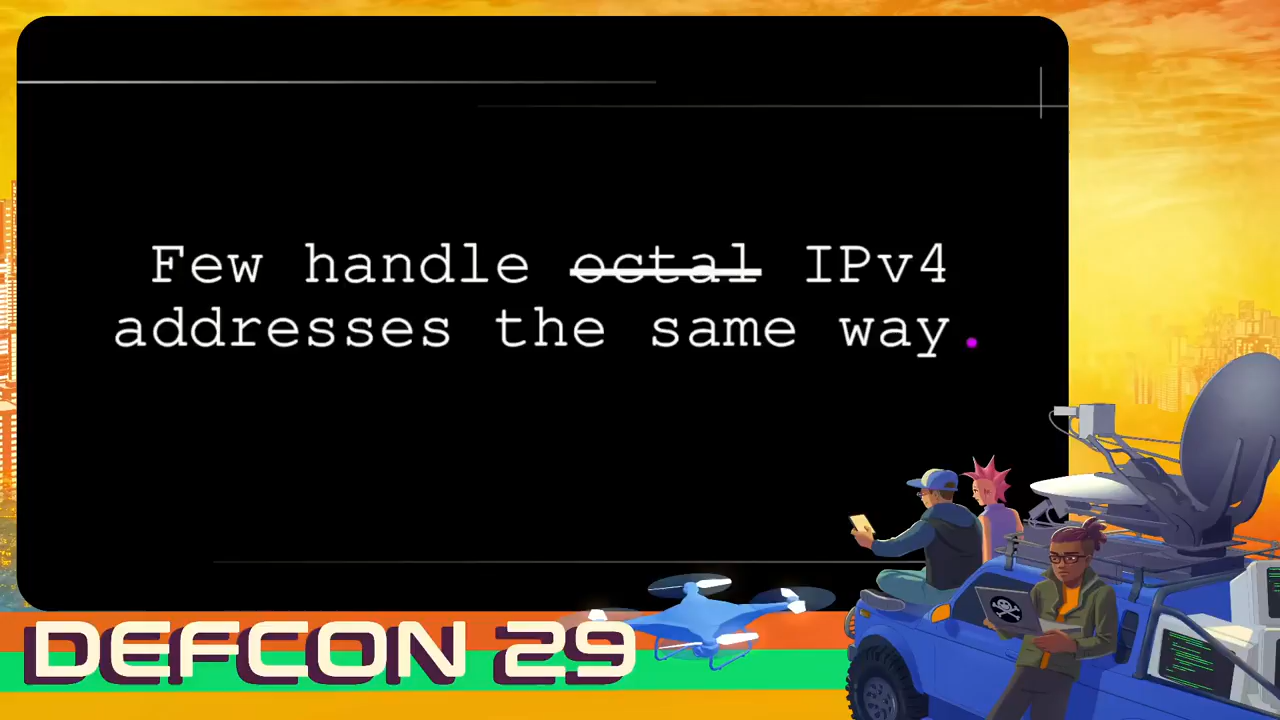 Few handle octal IPv4
addresses the same way.
DEFCON 29